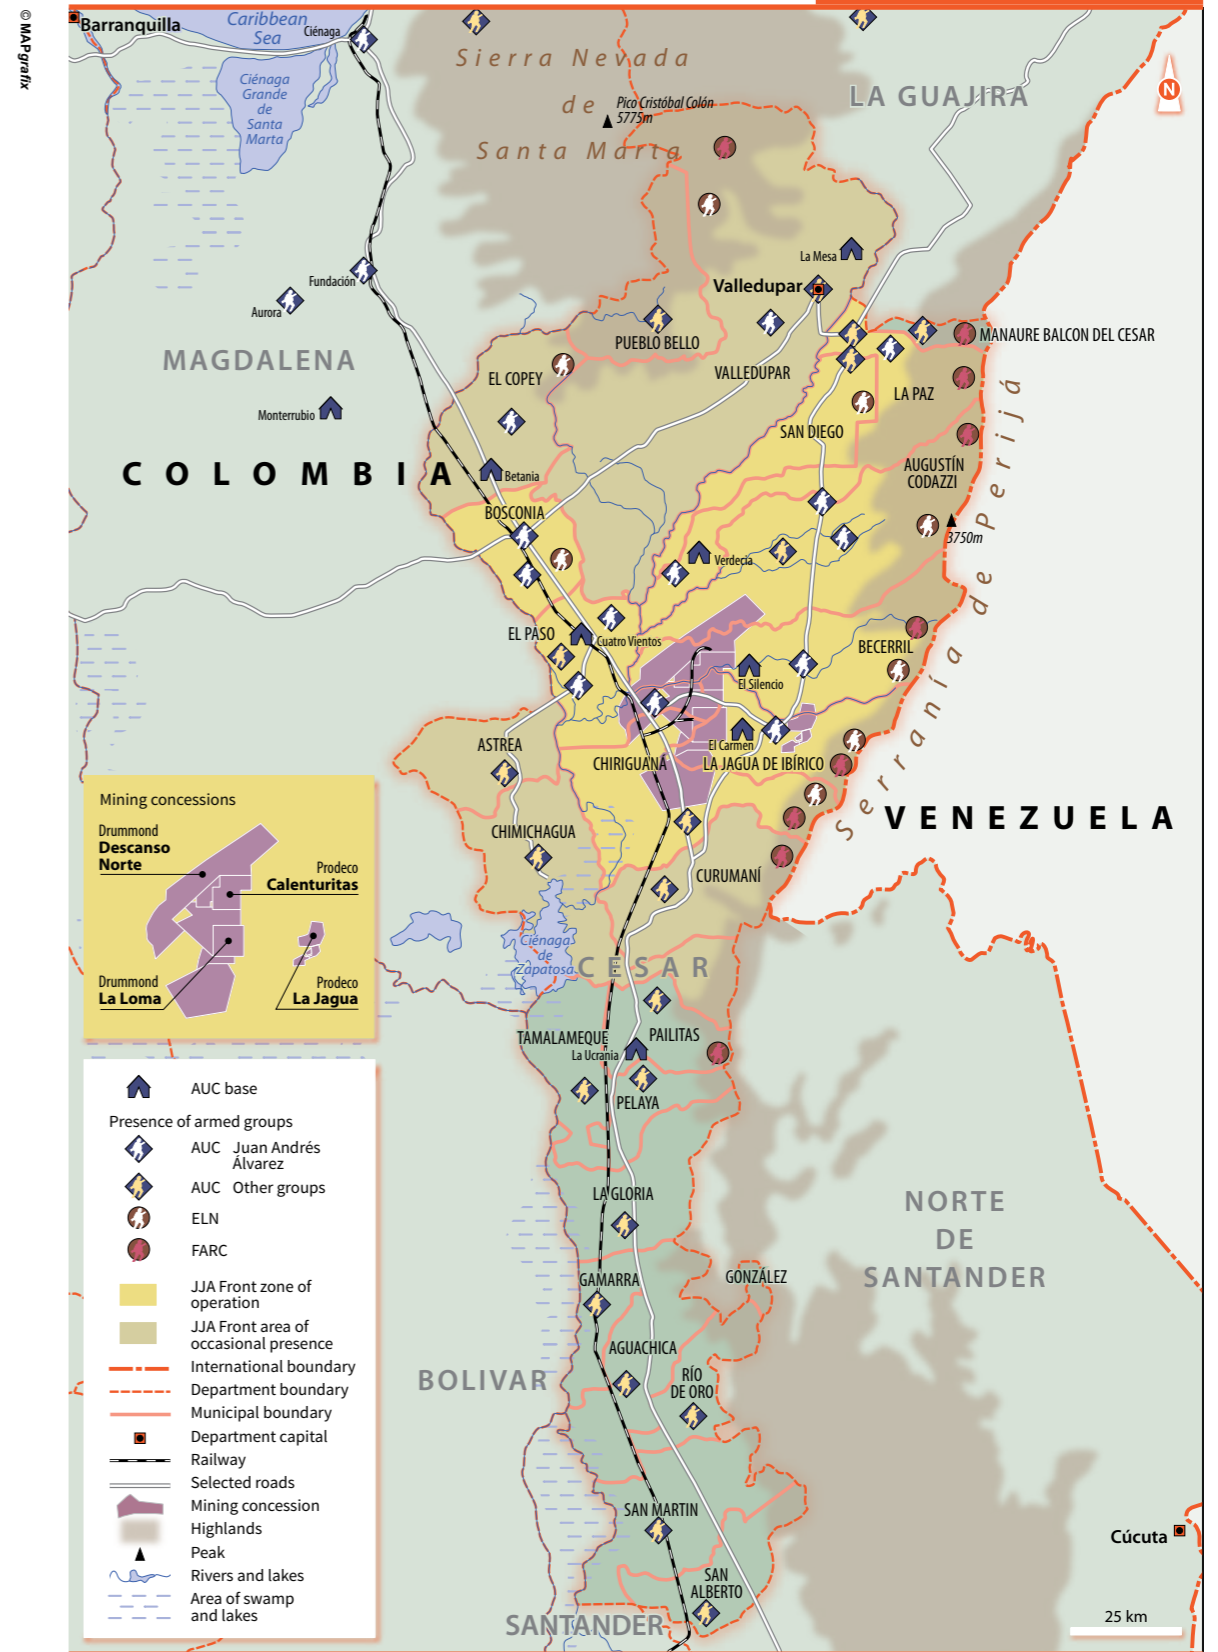 © MAPgrafix
Barranquilla
Caribbean
Sea
Ciénaga
Ciénaga
Grande
de
Santa
Marta
Sierra Nevada
de
Santa Marta
Pico Cristóbal Colón
5775m
LA GUAJIRA
N
La Mesa
Valledupar
Fundación
Aurora
MAGDALENA
Monterrubio
PUEBLO BELLO
MANAURE BALCON DEL CESAR
EL COPEY
VALLEDUPAR
LA PAZ
SAN DIEGO
COLOMBIA
Betania
AUGUSTÍN
CODAZZI
BOSCONIA
3750m
Serranía de Perijá
Verdecia
EL PASO
Cuatro Vientos
BECERRIL
El Silencio
ASTREA
El Carmen
CHIRIGUANÁ
LA JAGUA DE IBÍRICO
VENEZUELA
CHIMICHAGUA
CURUMANÍ
Mining concessions
Drummond
Descanso
Norte
Prodeco
Calenturitas
Drummond
La Loma
Prodeco
La Jagua
Ciénaga
de
Zapatosa
CESAR
TAMALAMEQUE
PAILITAS
La Ucrania
PELAYA
LA GLORIA
NORTE
DE
SANTANDER
GAMARRA
GONZÁLEZ
AGUACHICA
BOLIVAR
RÍO
DE ORO
SAN MARTIN
Cúcuta
SAN
ALBERTO
SANTANDER
25 km
AUC base
Presence of armed groups
AUC Juan Andrés
Álvarez
AUC Other groups
ELN
FARC
JJA Front zone of
operation
JJA Front area of
occasional presence
International boundary
Department boundary
Municipal boundary
Department capital
Railway
Selected roads
Mining concession
Highlands
Peak
Rivers and lakes
Area of swamp
and lakes